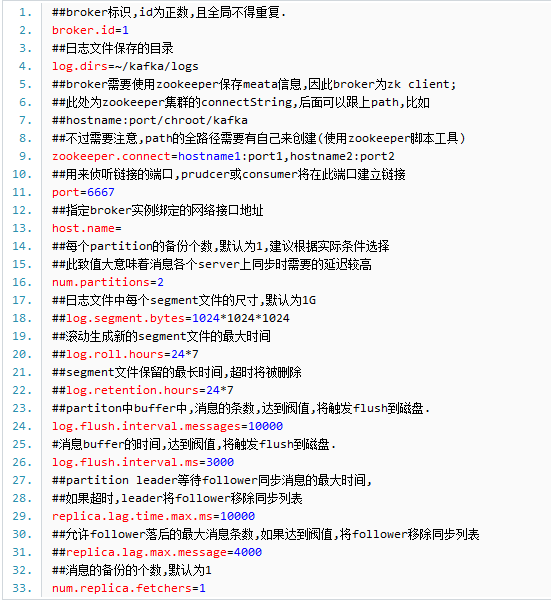 1. ##broker标识,id为正数,且全局不得重复.
2. broker.id=1
3. ##日志文件保存的目录
4. log.dirs=~/kafka/logs
5. ##broker需要使用zookeeper保存meata信息,因此broker为zk client;
6. ##此处为zookeeper集群的connectString,后面可以跟上path,比如
7. ##hostname:port/chroot/kafka
8. ##不过需要注意,path的全路径需要有自己来创建(使用zookeeper脚本工具)
9. zookeeper.connect=hostname1:port1,hostname2:port2
10. ##用来侦听链接的端口,prudcer或consumer将在此端口建立链接
11. port=6667
12. ##指定broker实例绑定的网络接口地址
13. host.name=
14. ##每个partition的备份个数,默认为1,建议根据实际条件选择
15. ##此致值大意味着消息各个server上同步时需要的延迟较高
16. num.partitions=2
17. ##日志文件中每个segment文件的尺寸,默认为1G
18. ##log.segment.bytes=1024*1024*1024
19. ##滚动生成新的segment文件的最大时间
20. ##log.roll.hours=24*7
21. ##segment文件保留的最长时间,超时将被删除
22. ##log.retention.hours=24*7
23. ##partiton中buffer中,消息的条数,达到阀值,将触发flush到磁盘.
24. log.flush.interval.messages=10000
25. #消息buffer的时间,达到阀值,将触发flush到磁盘.
26. log.flush.interval.ms=3000
27. ##partition leader等待follower同步消息的最大时间,
28. ##如果超时,leader将follower移除同步列表
29. replica.lag.time.max.ms=10000
30. ##允许follower落后的最大消息条数,如果达到阀值,将follower移除同步列表
31. ##replica.lag.max.message=4000
32. ##消息的备份的个数,默认为1
33. num.replica.fetchers=1